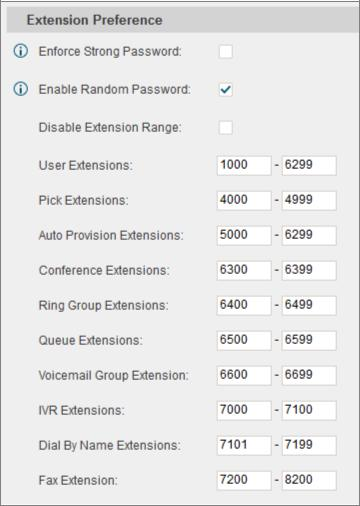 Extension Preference
Enforce Strong Password:
Enable Random Password:
Disable Extension Range:
User Extensions: 1000 - 6299
Pick Extensions: 4000 - 4999
Auto Provision Extensions: 5000 - 6299
Conference Extensions: 6300 - 6399
Ring Group Extensions: 6400 - 6499
Queue Extensions: 6500 - 6599
Voicemail Group Extension: 6600 - 6699
IVR Extensions: 7000 - 7100
Dial By Name Extensions: 7101 - 7199
Fax Extension: 7200 - 8200